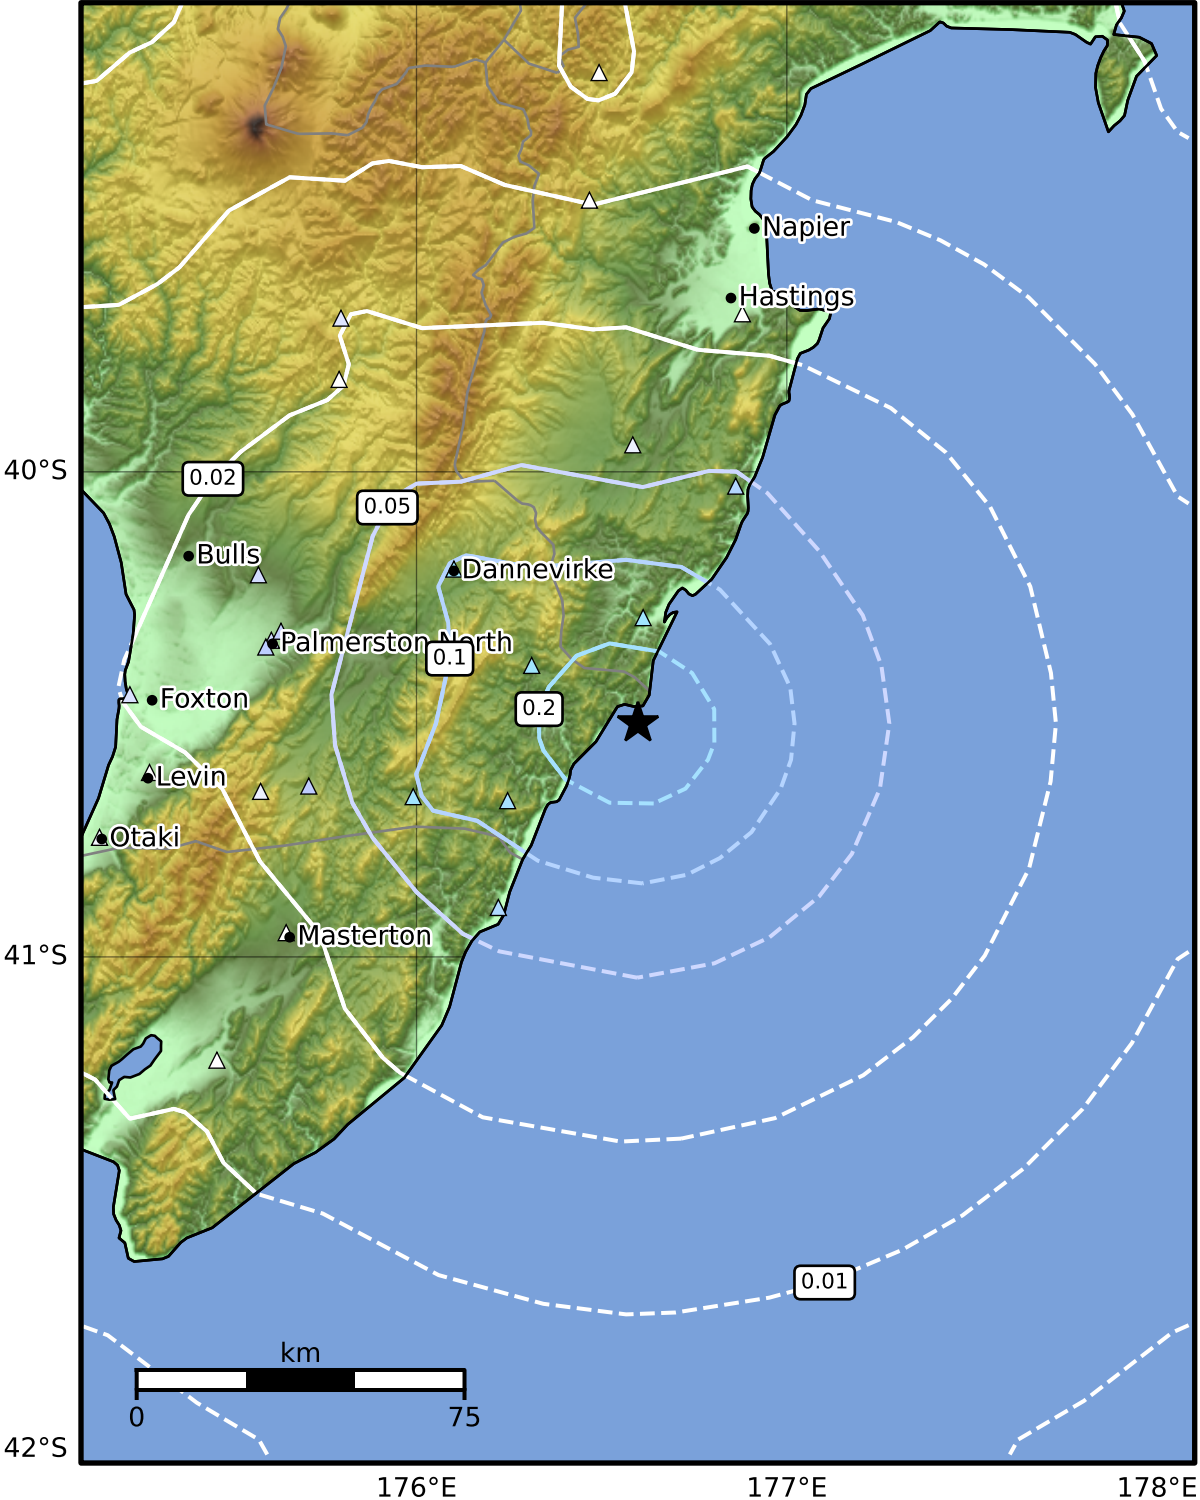 Napier
Hastings
40°S
0.02
0.05
Bulls
Dannevirke
Palmerston North
0.1
Foxton
0.2
Levin
Otaki
Masterton
41°S
0.01
km
0 75
42°S
176°E 177°E 178°E